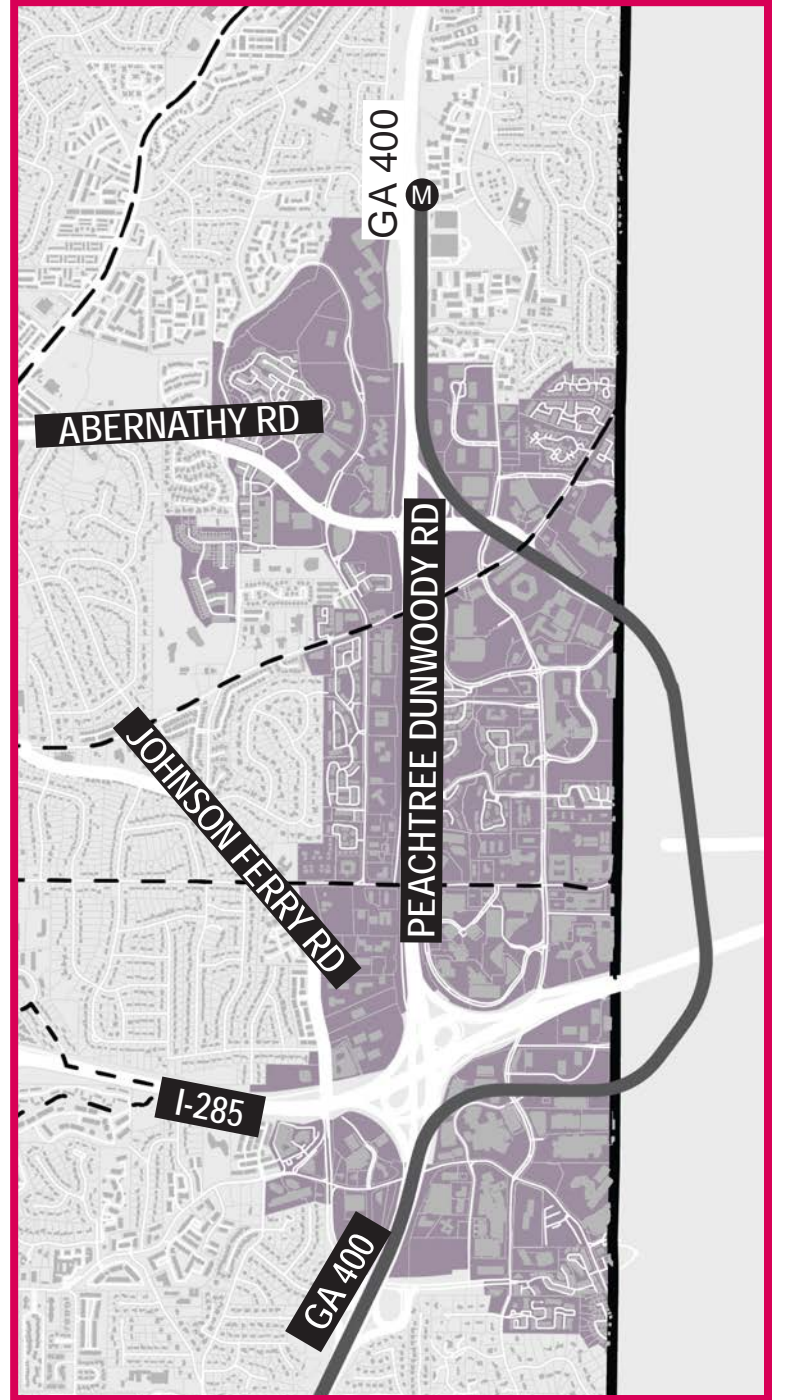 GA 400
M
ABERNATHY RD
PEACHTREE DUNWOODY RD
JOHNSON FERRY RD
I-285
GA 400